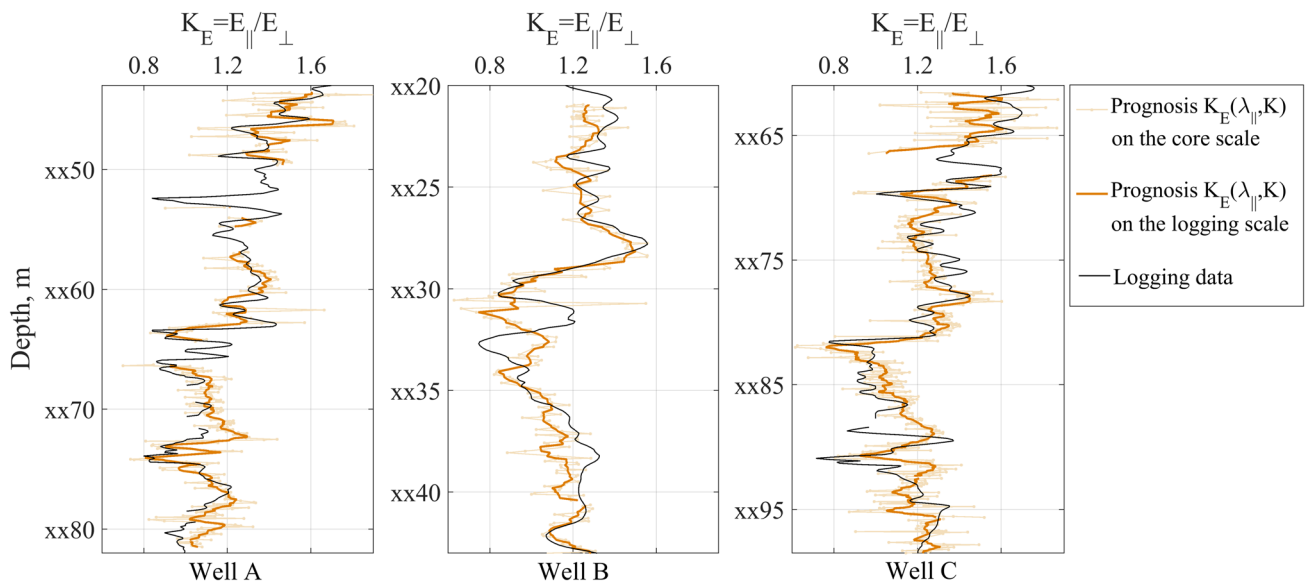 K_E=E_||/E_⊥
K_E=E_||/E_⊥
K_E=E_||/E_⊥
0.8 1.2 1.6
0.8 1.2 1.6
0.8 1.2 1.6
Depth, m
xx50
xx60
xx70
xx80
Well A
xx20
xx25
xx30
xx35
xx40
Well B
xx65
xx75
xx85
xx95
Well C
Prognosis K_E(λ_||,K)
on the core scale
Prognosis K_E(λ_||,K)
on the logging scale
Logging data